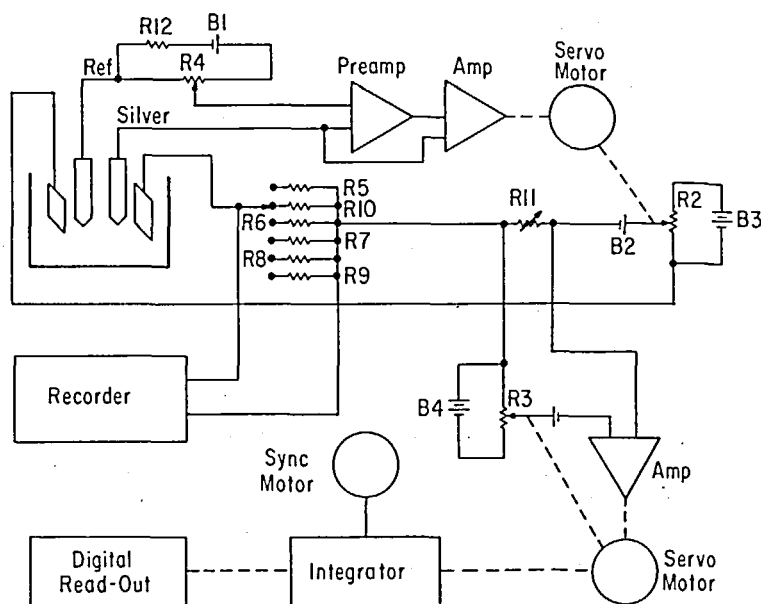 R12
B1
Ref
R4
Preamp
Amp
Servo
Motor
Silver
R5
R10
R6
R7
R8
R9
R11
B2
R2
B3
Recorder
B4
R3
Amp
Sync
Motor
Digital
Read-Out
Integrator
Servo
Motor